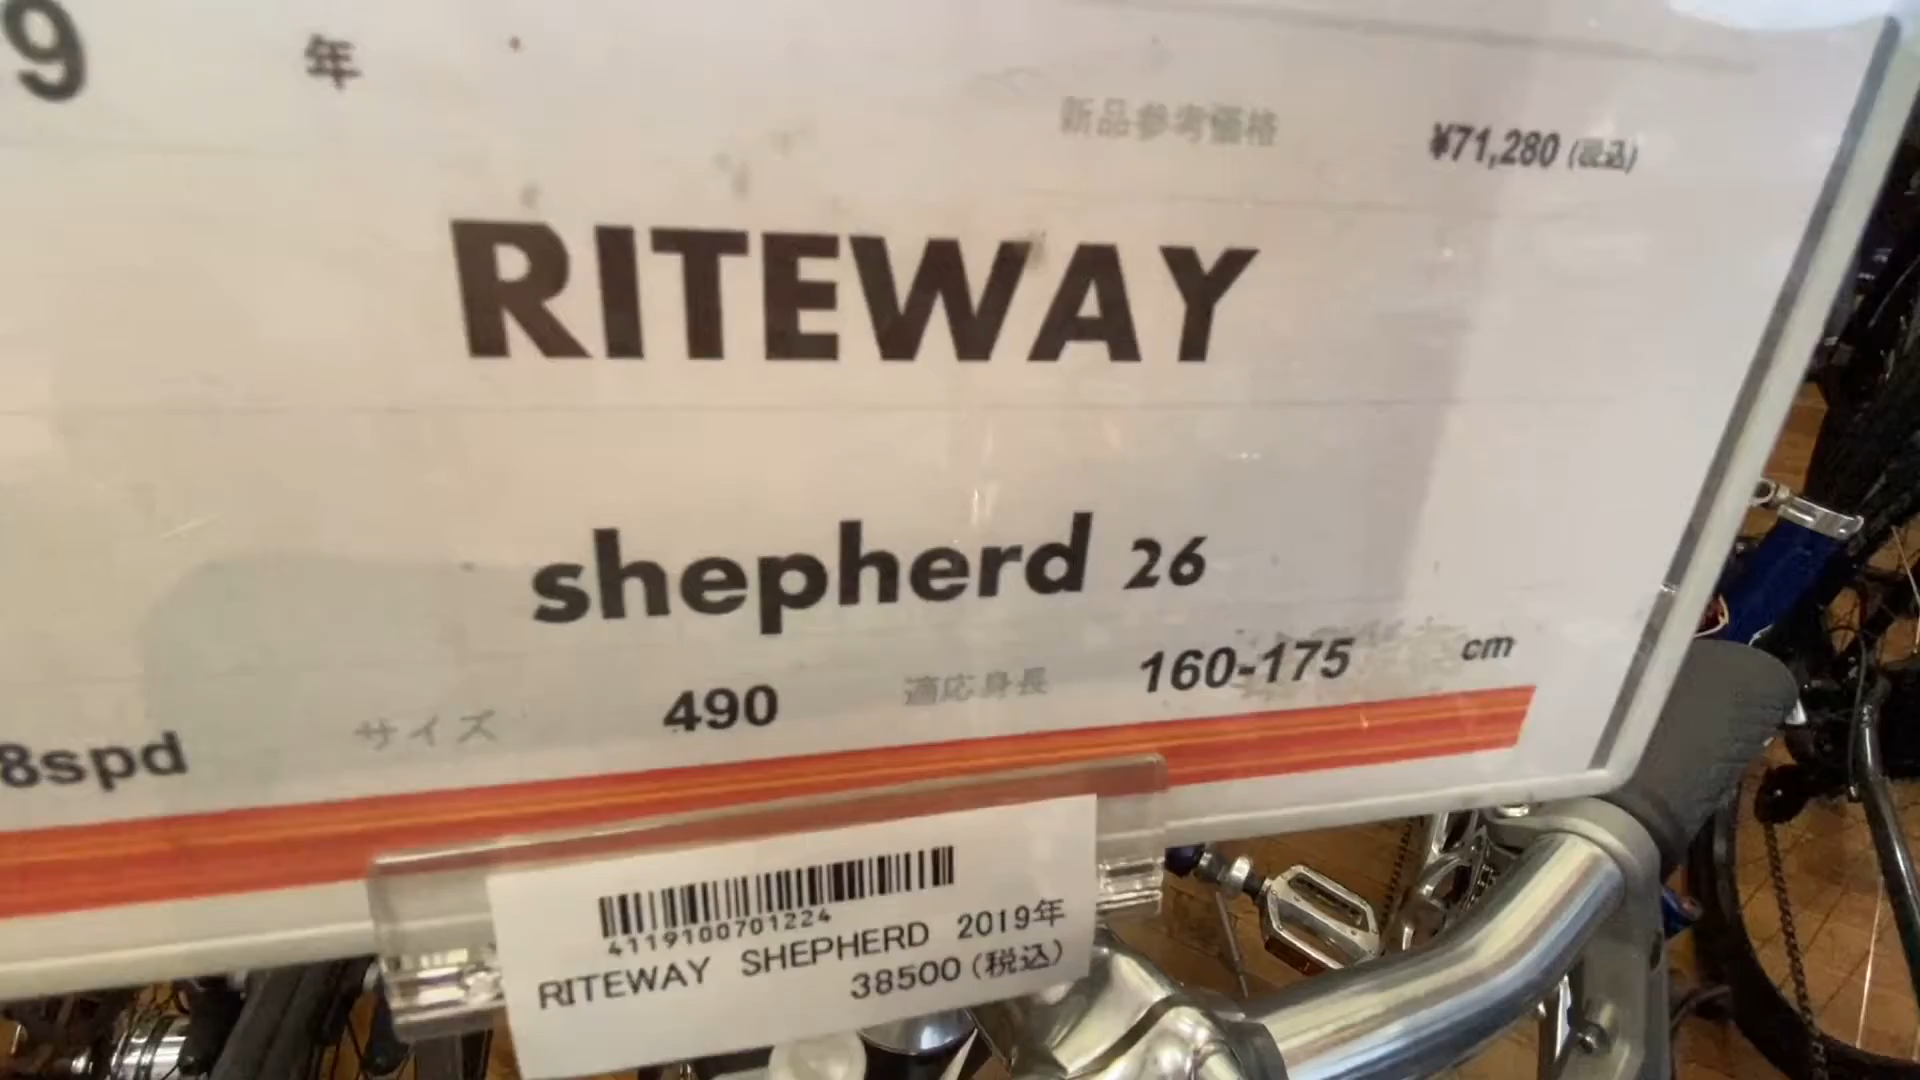 9 年
新品参考価格 ¥71,280 (税込)
RITEWAY
shepherd 26
8spd サイズ 490 適応身長 160-175 cm
4119100701224
RITEWAY SHEPHERD 2019年
38500(税込)